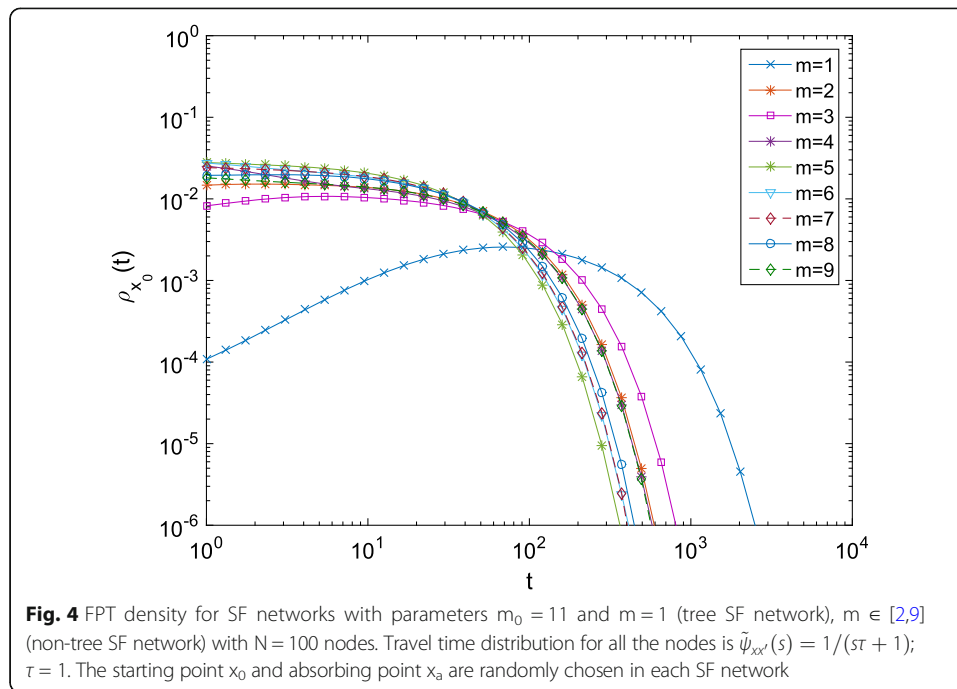 10^0
10^-1
10^-2
10^-3
10^-4
10^-5
10^-6
ρ_{x_0}(t)
m=1
m=2
m=3
m=4
m=5
m=6
m=7
m=8
m=9
10^0 10^1 10^2 10^3 10^4
t
Fig. 4 FPT density for SF networks with parameters m_0 = 11 and m = 1 (tree SF network), m ∈ [2,9]
(non-tree SF network) with N = 100 nodes. Travel time distribution for all the nodes is ψ̃_{xx′}(s) = 1/(sτ + 1);
τ = 1. The starting point x_0 and absorbing point x_a are randomly chosen in each SF network